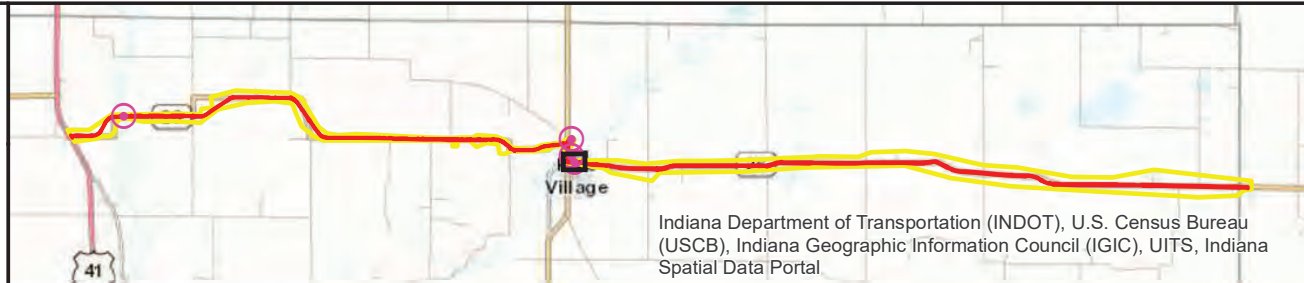 Village
Indiana Department of Transportation (INDOT), U.S. Census Bureau
(USCB), Indiana Geographic Information Council (IGIC), UITS, Indiana
Spatial Data Portal
41